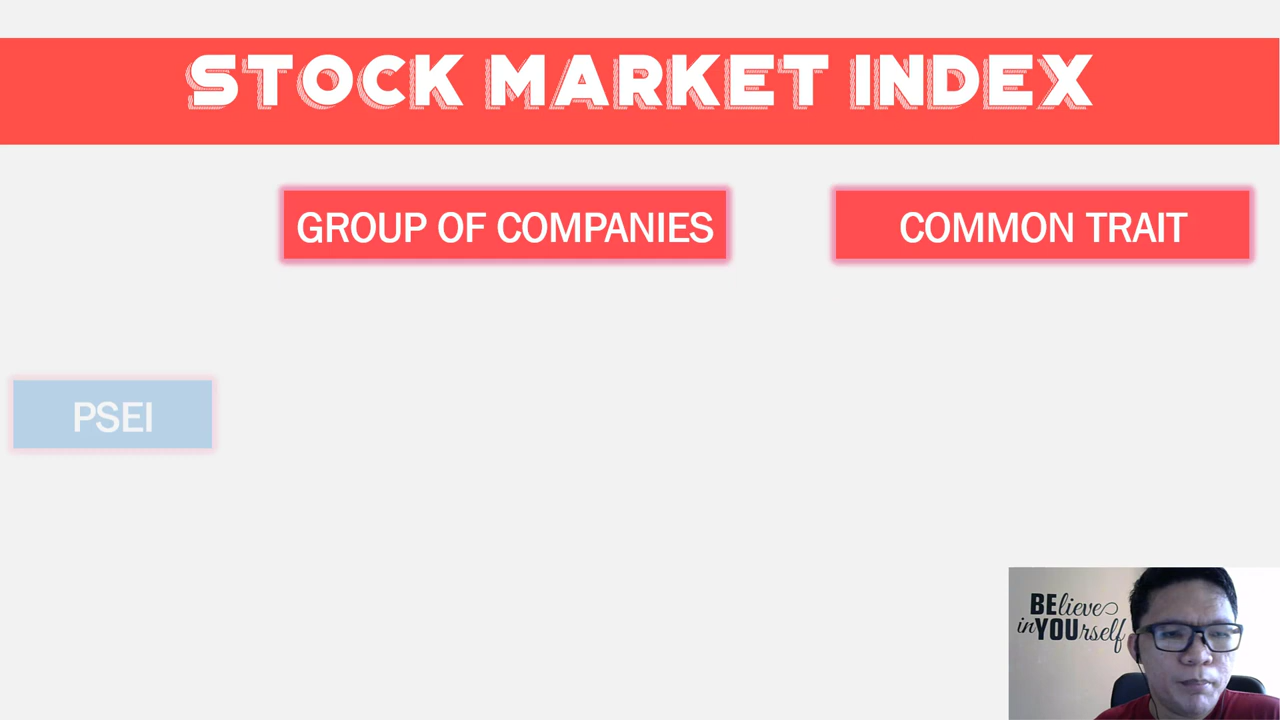 STOCK MARKET INDEX
GROUP OF COMPANIES
COMMON TRAIT
PSEI
BElieve
inYOUrself